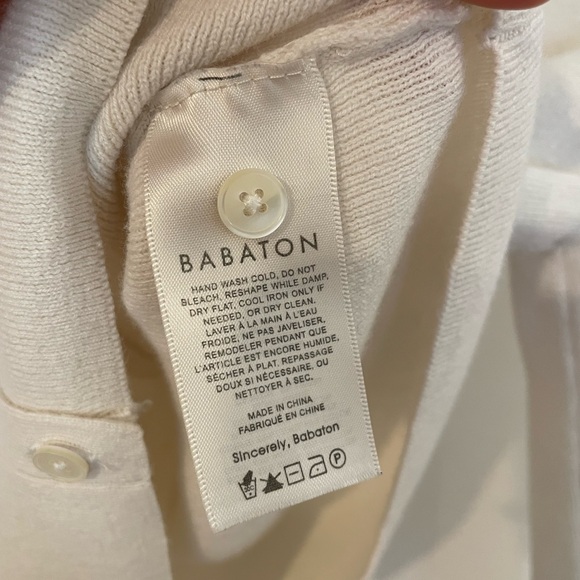 BABATON
HAND WASH COLD, DO NOT
BLEACH, RESHAPE WHILE DAMP,
DRY FLAT, COOL IRON ONLY IF
NEEDED, OR DRY CLEAN.
LAVER À LA MAIN À L'EAU
FROIDE, NE PAS JAVELISER,
REMODELER PENDANT QUE
L'ARTICLE EST ENCORE HUMIDE,
SÉCHER À PLAT, REPASSAGE
DOUX SI NÉCESSAIRE, OU
NETTOYER À SEC.
MADE IN CHINA
FABRIQUÉ EN CHINE
Sincerely, Babaton
P